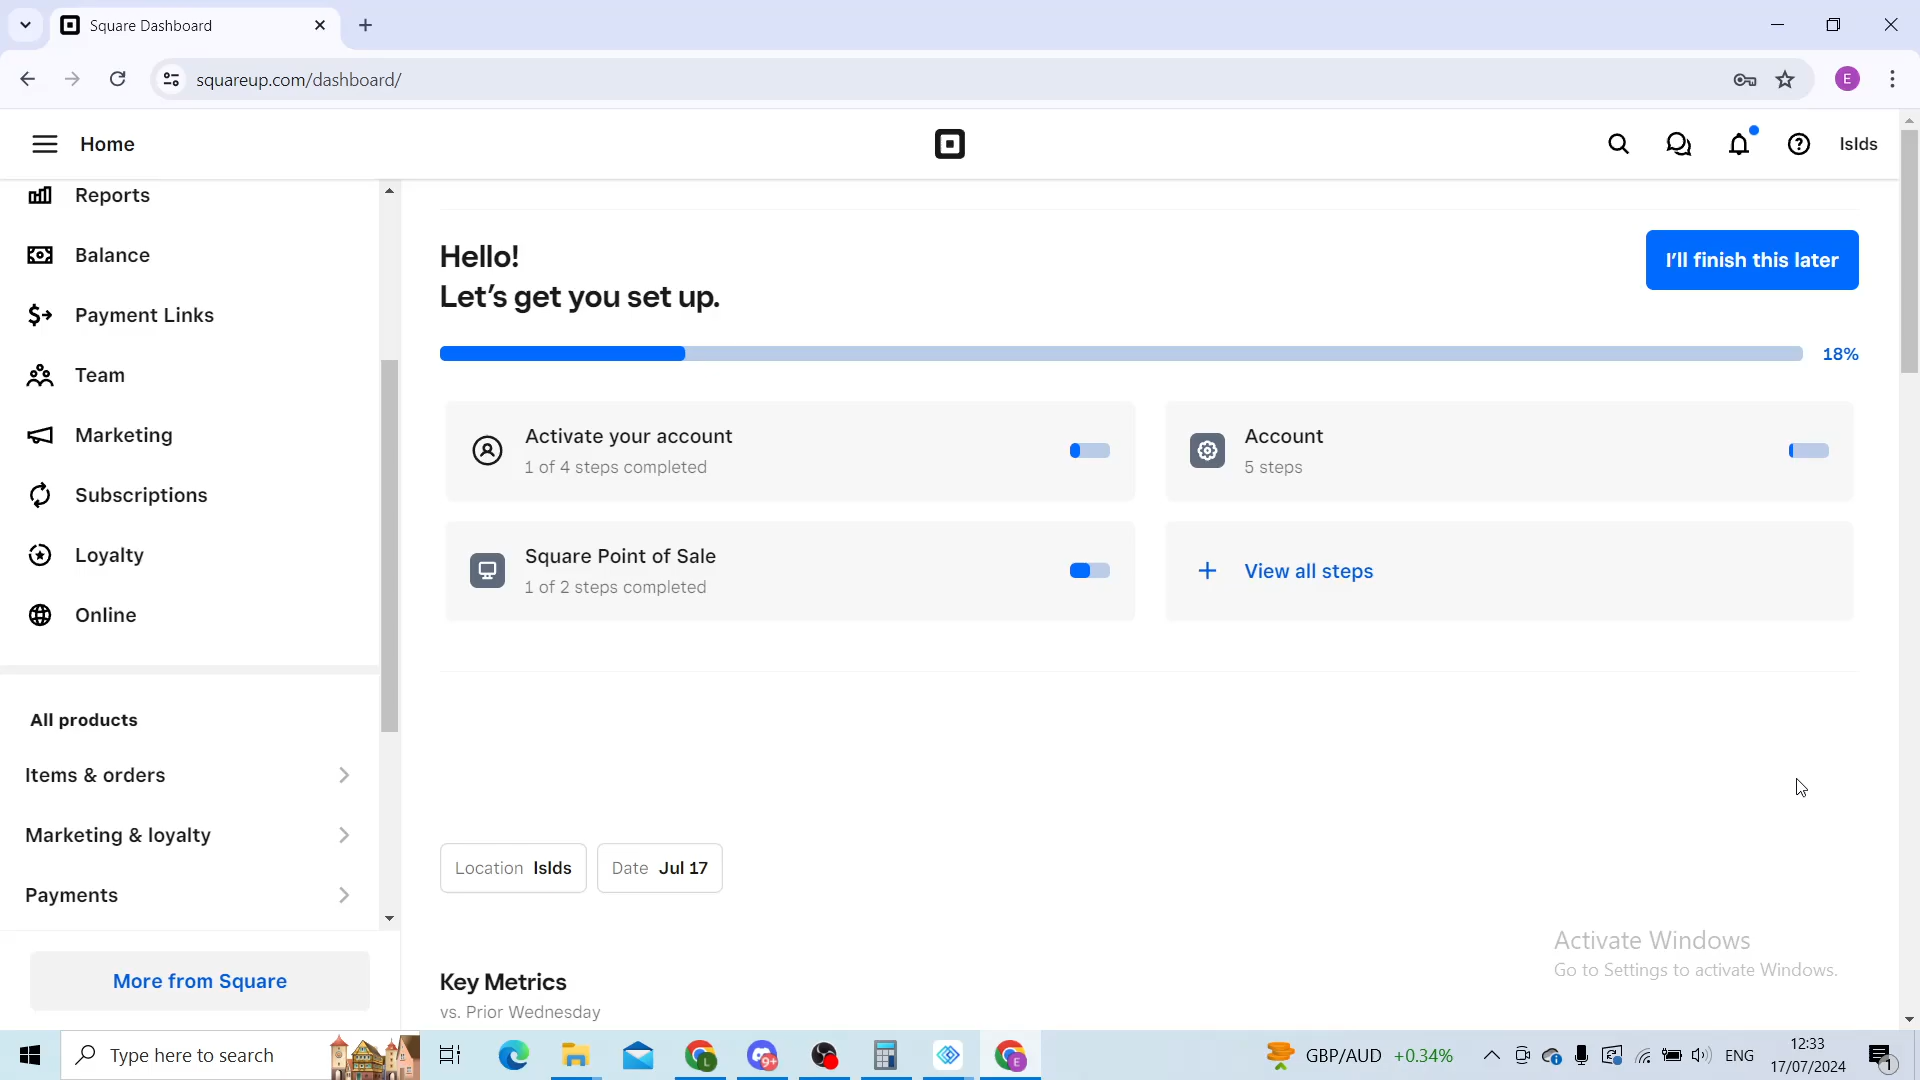 Square Dashboard
squareup.com/dashboard/
E
Home
Islds
Reports
Balance
Payment Links
Team
Marketing
Subscriptions
Loyalty
Online
All products
Items & orders
Marketing & loyalty
Payments
More from Square
Hello!
Let's get you set up.
I'll finish this later
18%
Activate your account
1 of 4 steps completed
Account
5 steps
Square Point of Sale
1 of 2 steps completed
View all steps
Location Islds
Date Jul 17
Key Metrics
vs. Prior Wednesday
Activate Windows
Go to Settings to activate Windows.
Type here to search
L
9+
E
GBP/AUD +0.34%
ENG
12:33
17/07/2024
1